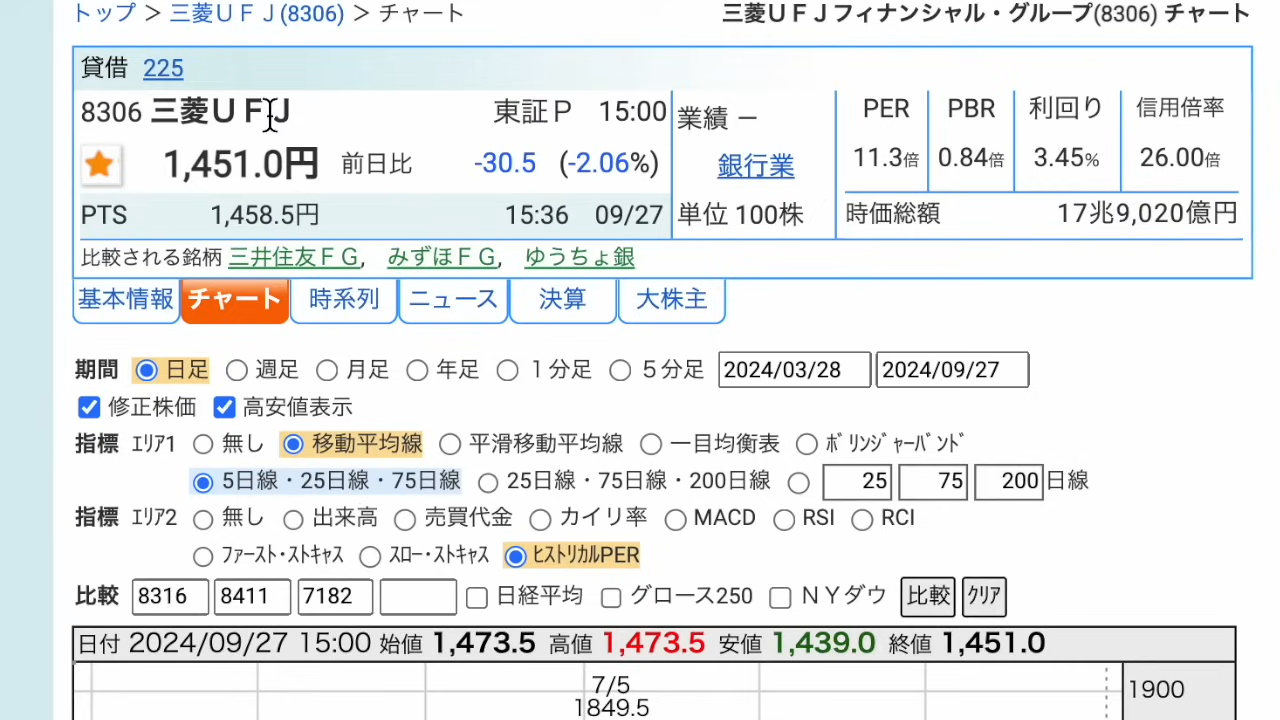 トップ ＞ 三菱ＵＦＪ(8306) ＞ チャート 三菱ＵＦＪフィナンシャル・グループ(8306) チャート
貸借 225
8306 三菱ＵＦＪ 東証Ｐ 15:00 業績 － PER PBR 利回り 信用倍率
1,451.0円 前日比 -30.5 (-2.06%) 銀行業 11.3倍 0.84倍 3.45% 26.00倍
PTS 1,458.5円 15:36 09/27 単位 100株 時価総額 17兆9,020億円
比較される銘柄 三井住友ＦＧ, みずほＦＧ, ゆうちょ銀
基本情報 チャート 時系列 ニュース 決算 大株主
期間 日足 週足 月足 年足 １分足 ５分足 2024/03/28 2024/09/27
修正株価 高安値表示
指標 ｴﾘｱ1 無し 移動平均線 平滑移動平均線 一目均衡表 ﾎﾞﾘﾝｼﾞｬｰﾊﾞﾝﾄﾞ
5日線・25日線・75日線 25日線・75日線・200日線 25 75 200 日線
指標 ｴﾘｱ2 無し 出来高 売買代金 カイリ率 MACD RSI RCI
ﾌｧｰｽﾄ･ｽﾄｷｬｽ ｽﾛｰ･ｽﾄｷｬｽ ﾋｽﾄﾘｶﾙPER
比較 8316 8411 7182 日経平均 グロース250 ＮＹダウ 比較 ｸﾘｱ
日付 2024/09/27 15:00 始値 1,473.5 高値 1,473.5 安値 1,439.0 終値 1,451.0
7/5 1900
1849.5